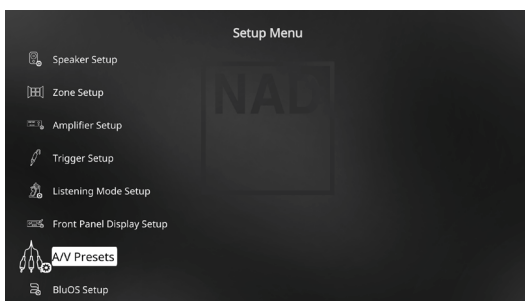 Setup Menu
Speaker Setup
NAD
Zone Setup
Amplifier Setup
Trigger Setup
Listening Mode Setup
Front Panel Display Setup
A/V Presets
BluOS Setup